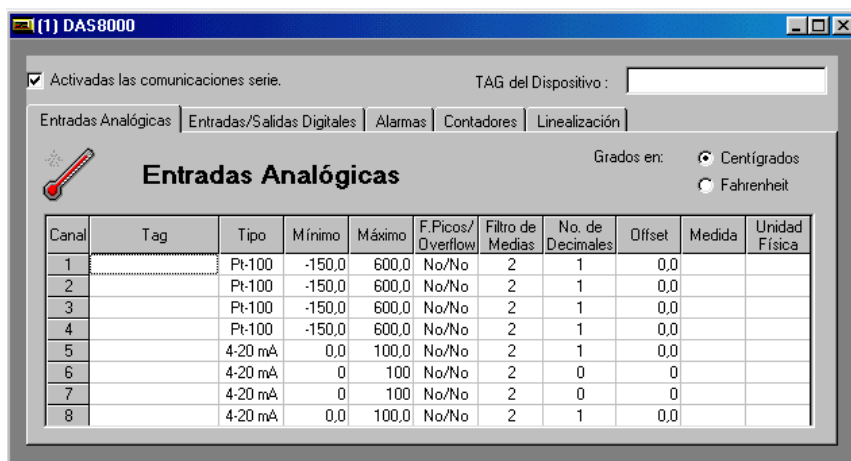 (1) DAS8000
Activadas las comunicaciones serie.
TAG del Dispositivo :
Entradas Analógicas Entradas/Salidas Digitales Alarmas Contadores Linealización
Entradas Analógicas
Grados en:
Centígrados
Fahrenheit
Canal Tag Tipo Mínimo Máximo F.Picos/ Overflow Filtro de Medias No. de Decimales Offset Medida Unidad Física
1 Pt-100 -150,0 600,0 No/No 2 1 0,0
2 Pt-100 -150,0 600,0 No/No 2 1 0,0
3 Pt-100 -150,0 600,0 No/No 2 1 0,0
4 Pt-100 -150,0 600,0 No/No 2 1 0,0
5 4-20 mA 0,0 100,0 No/No 2 1 0,0
6 4-20 mA 0 100 No/No 2 0 0
7 4-20 mA 0 100 No/No 2 0 0
8 4-20 mA 0,0 100,0 No/No 2 1 0,0